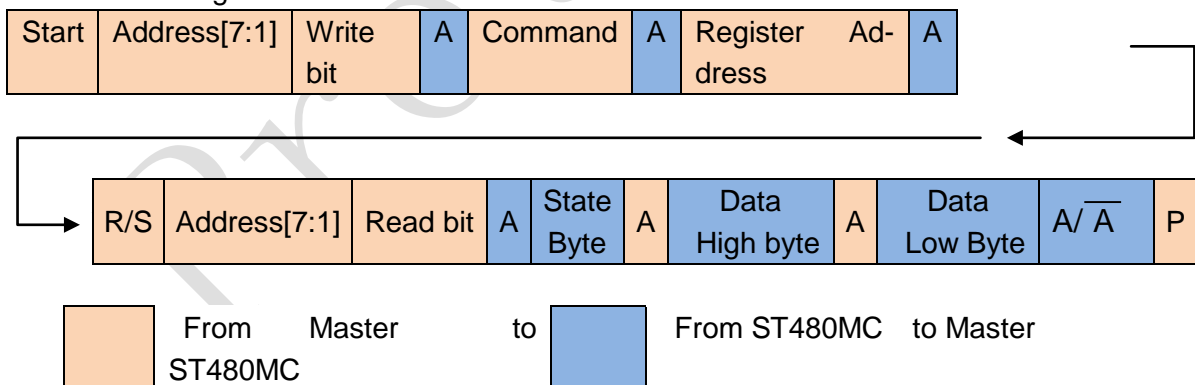 Start Address[7:1] Write A Command A Register Ad- A
bit dress
R/S Address[7:1] Read bit A State A Data A Data A/A̅ P
Byte High byte Low Byte
From Master to From ST480MC to Master
ST480MC